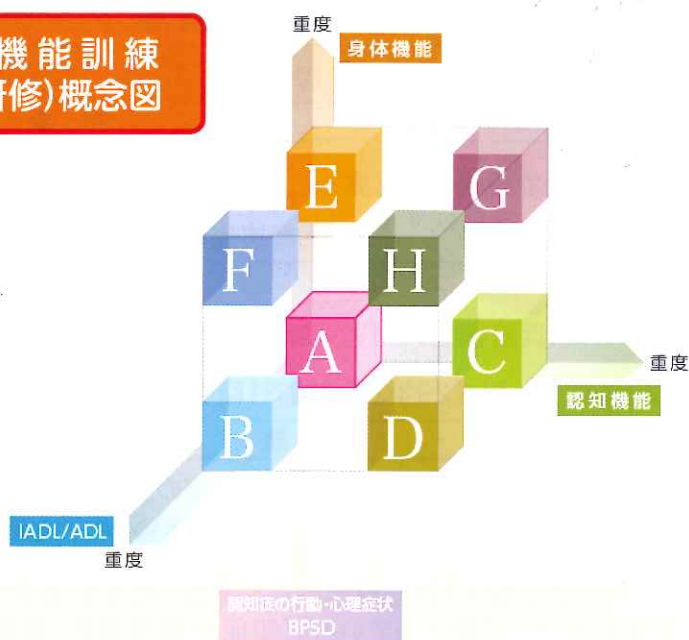 機能訓練
研修)概念図
重度
身体機能
E
G
F
H
A
C
重度
認知機能
B
D
IADL/ADL
重度
認知症の行動・心理症状
BPSD